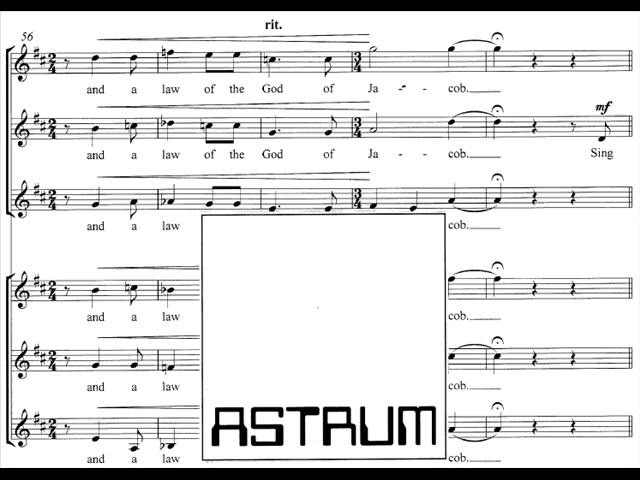 rit.
56
and a law of the God of Ja - - cob.
mf
and a law of the God of Ja - - cob. Sing
and a law cob.
and a law cob.
and a law cob.
and a law cob.
ASTRUM